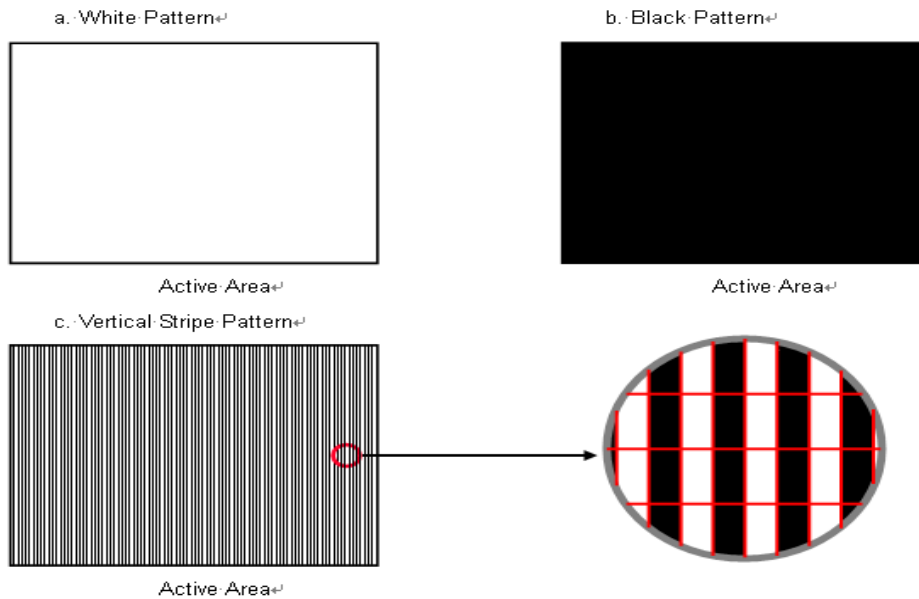 a. White Pattern↵
b. Black Pattern↵
Active Area↵
Active Area↵
c. Vertical Stripe Pattern↵
Active Area↵